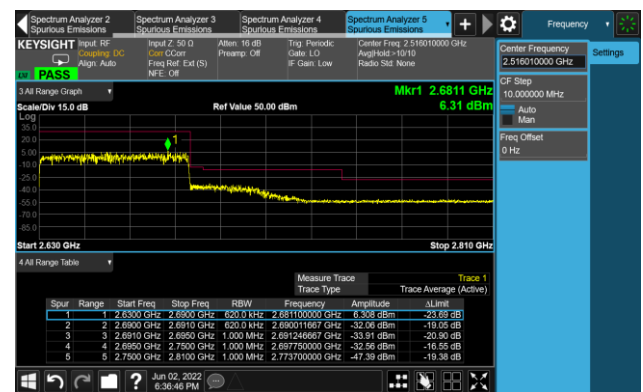 Spectrum Analyzer 2
Spurious Emissions
Spectrum Analyzer 3
Spurious Emissions
Spectrum Analyzer 4
Spurious Emissions
Spectrum Analyzer 5
Spurious Emissions
Frequency
KEYSIGHT
Input: RF
Coupling: DC
Align: Auto
Input Z: 50 Ω
Corr CCorr
Freq Ref: Ext (S)
NFE: Off
Atten: 16 dB
Preamp: Off
Trig: Periodic
Gate: LO
IF Gain: Low
Center Freq: 2.516010000 GHz
Avg|Hold:>10/10
Radio Std: None
PASS
3 All Range Graph
Mkr1 2.6811 GHz
Scale/Div 15.0 dB
Ref Value 50.00 dBm
6.31 dBm
Log
35.0
20.0
5.00
-10.0
-25.0
-40.0
-55.0
-70.0
-85.0
1
Start 2.630 GHz
Stop 2.810 GHz
4 All Range Table
Measure Trace Trace 1
Trace Type Trace Average (Active)
Spur Range Start Freq Stop Freq RBW Frequency Amplitude ΔLimit
1 1 2.6300 GHz 2.6900 GHz 620.0 kHz 2.681100000 GHz 6.308 dBm -23.69 dB
2 2 2.6900 GHz 2.6910 GHz 620.0 kHz 2.690011667 GHz -32.06 dBm -19.05 dB
3 3 2.6910 GHz 2.6950 GHz 1.000 MHz 2.691246667 GHz -33.91 dBm -20.90 dB
4 4 2.6950 GHz 2.7500 GHz 1.000 MHz 2.697750000 GHz -32.56 dBm -16.55 dB
5 5 2.7500 GHz 2.8100 GHz 1.000 MHz 2.773700000 GHz -47.39 dBm -19.38 dB
Center Frequency
2.516010000 GHz
Settings
CF Step
10.000000 MHz
Auto
Man
Freq Offset
0 Hz
Jun 02, 2022
6:36:46 PM